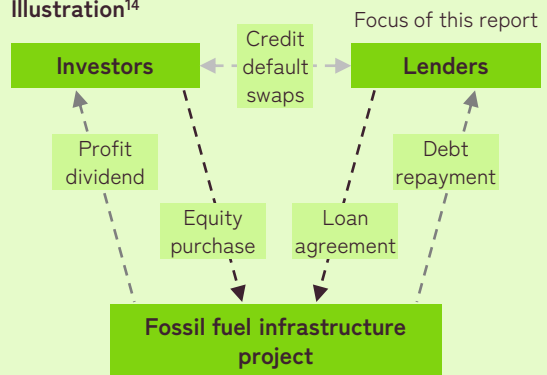 Illustration¹⁴
Focus of this report
Investors
Credit
default
swaps
Lenders
Profit
dividend
Debt
repayment
Equity
purchase
Loan
agreement
Fossil fuel infrastructure
project